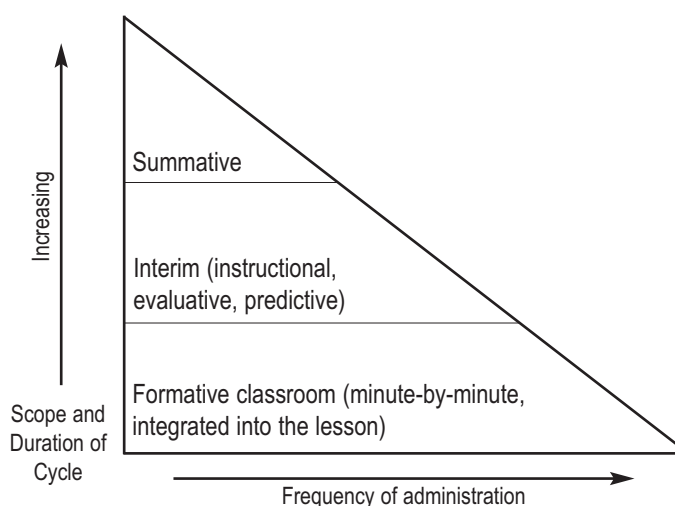 Increasing
Summative
Interim (instructional,
evaluative, predictive)
Formative classroom (minute-by-minute,
integrated into the lesson)
Scope and
Duration of
Cycle
Frequency of administration